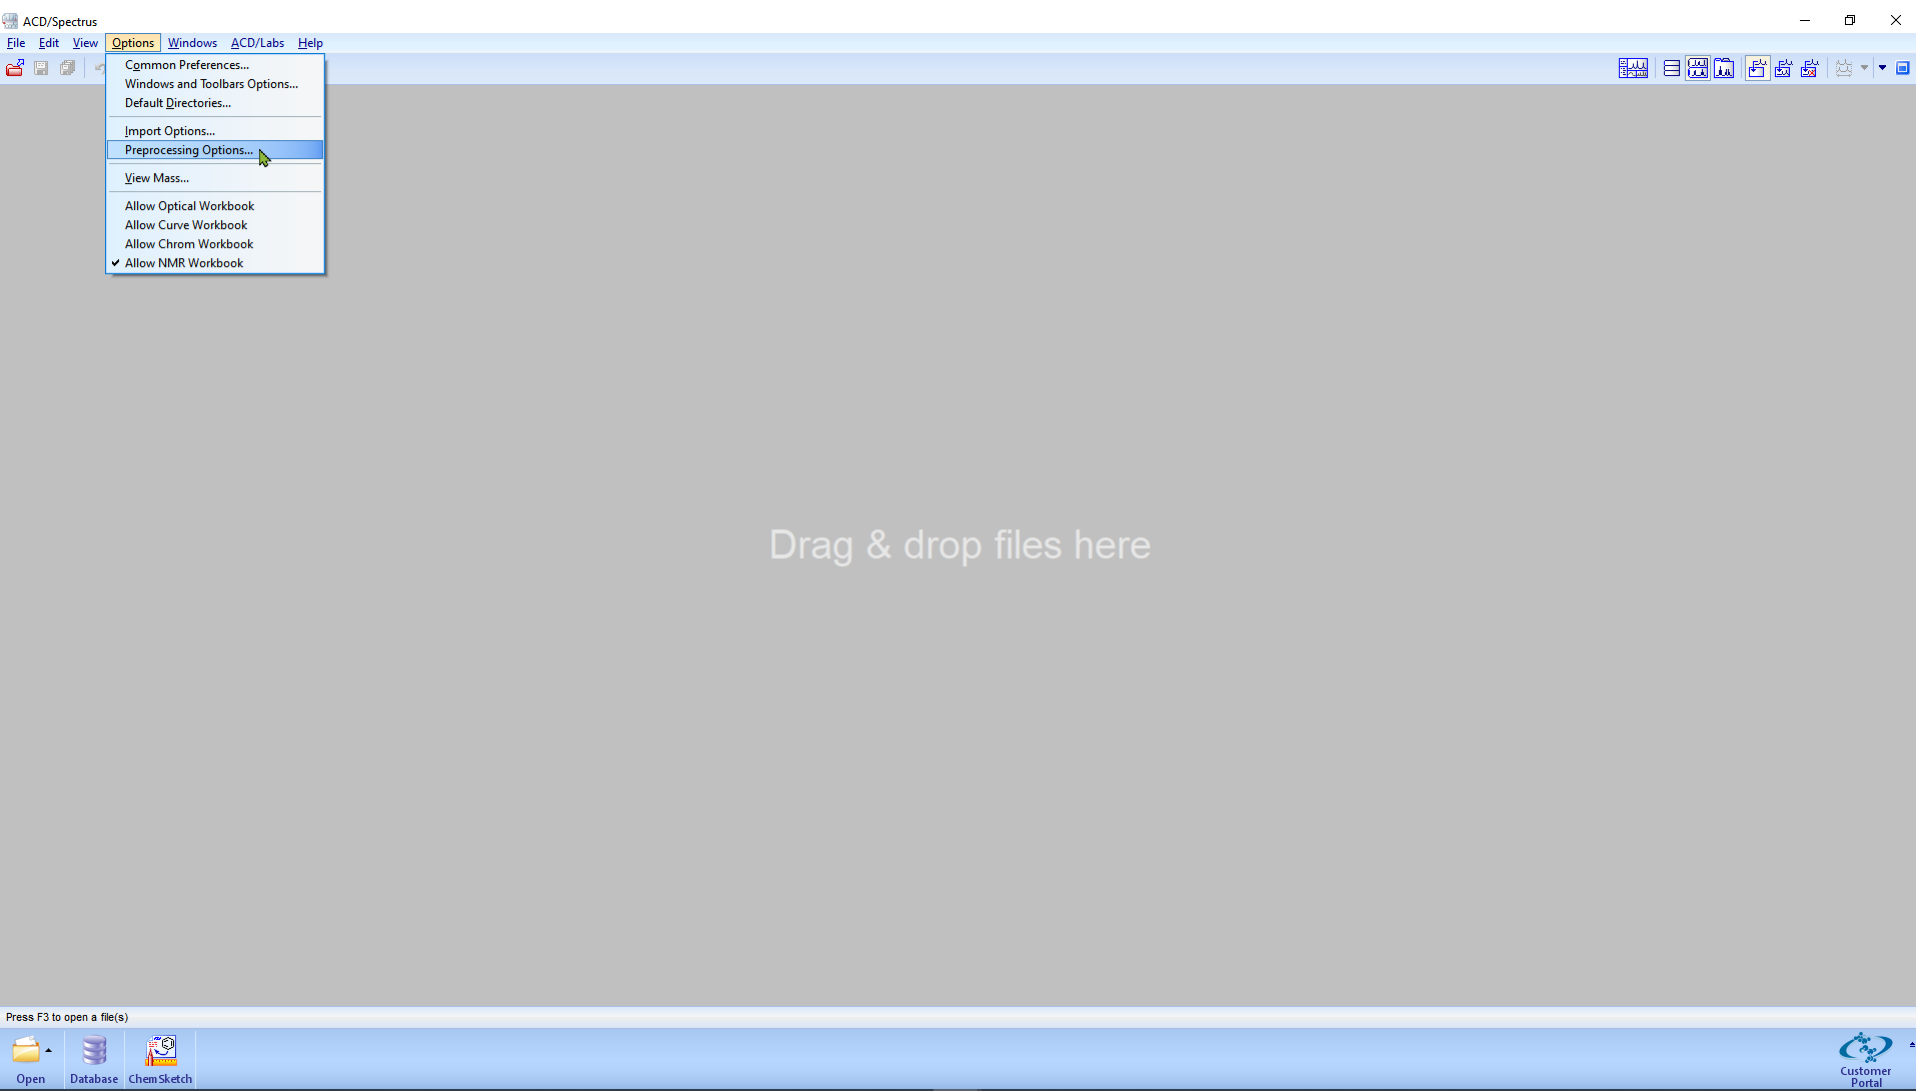 ACD/Spectrus
File Edit View Options Windows ACD/Labs Help
Common Preferences...
Windows and Toolbars Options...
Default Directories...
Import Options...
Preprocessing Options...
View Mass...
Allow Optical Workbook
Allow Curve Workbook
Allow Chrom Workbook
Allow NMR Workbook
Drag & drop files here
Press F3 to open a file(s)
Open Database ChemSketch
Customer
Portal